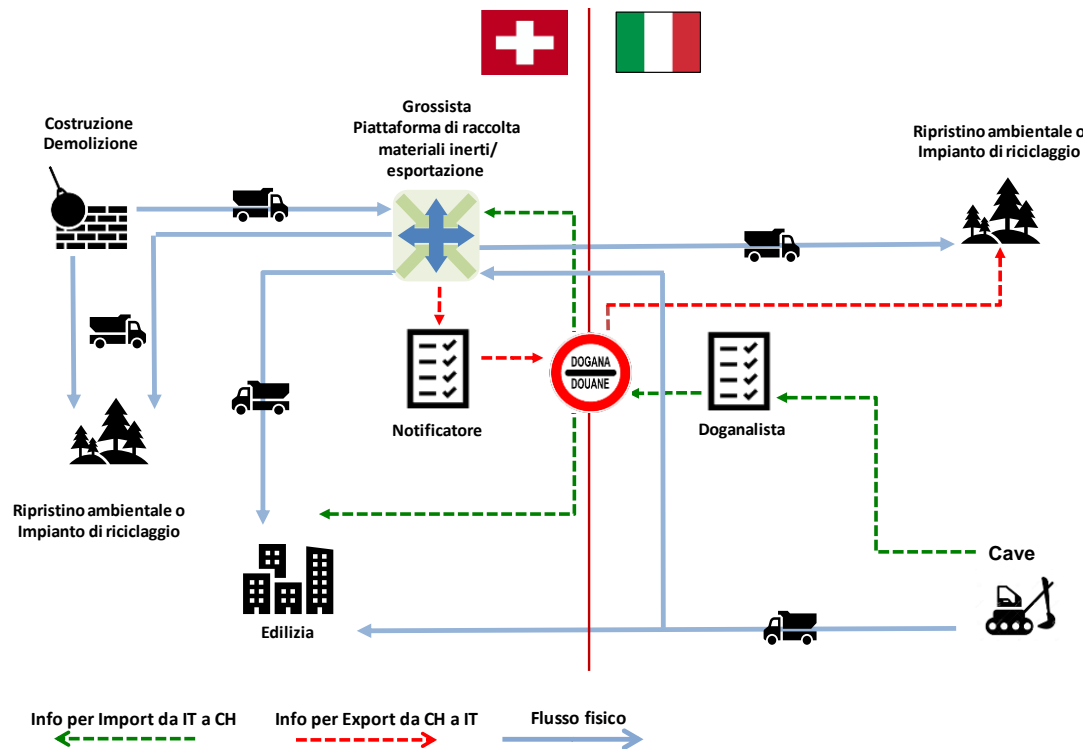 Grossista
Piattaforma di raccolta
materiali inerti/
esportazione
Costruzione
Demolizione
Ripristino ambientale o
Impianto di riciclaggio
DOGANA
DOUANE
Notificatore
Doganalista
Ripristino ambientale o
Impianto di riciclaggio
Cave
Edilizia
Info per Import da IT a CH
Info per Export da CH a IT
Flusso fisico